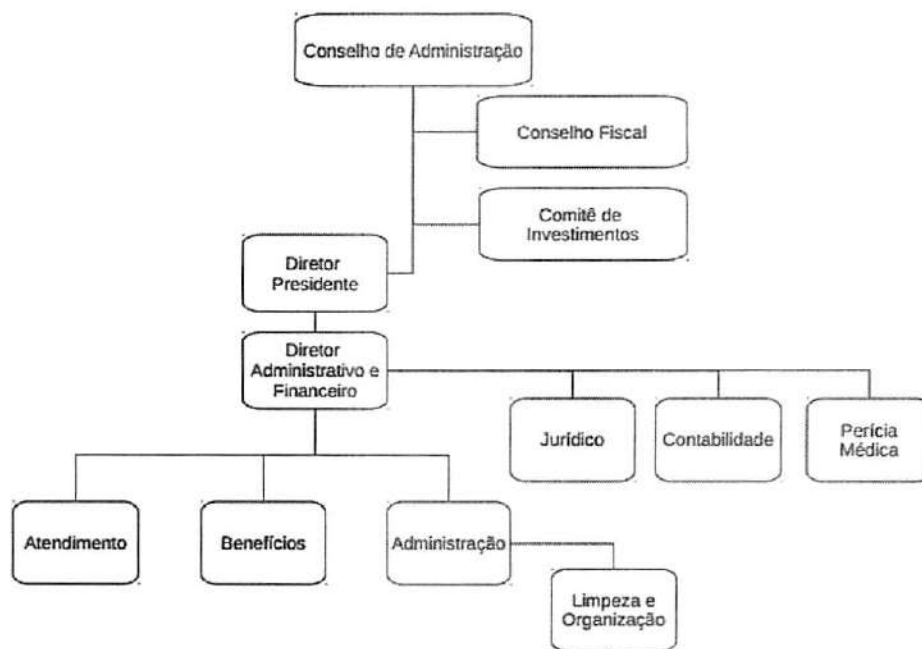 Conselho de Administração
Conselho Fiscal
Comitê de
Investimentos
Diretor
Presidente
Diretor
Administrativo e
Financeiro
Jurídico
Contabilidade
Perícia
Médica
Atendimento
Benefícios
Administração
Limpeza e
Organização